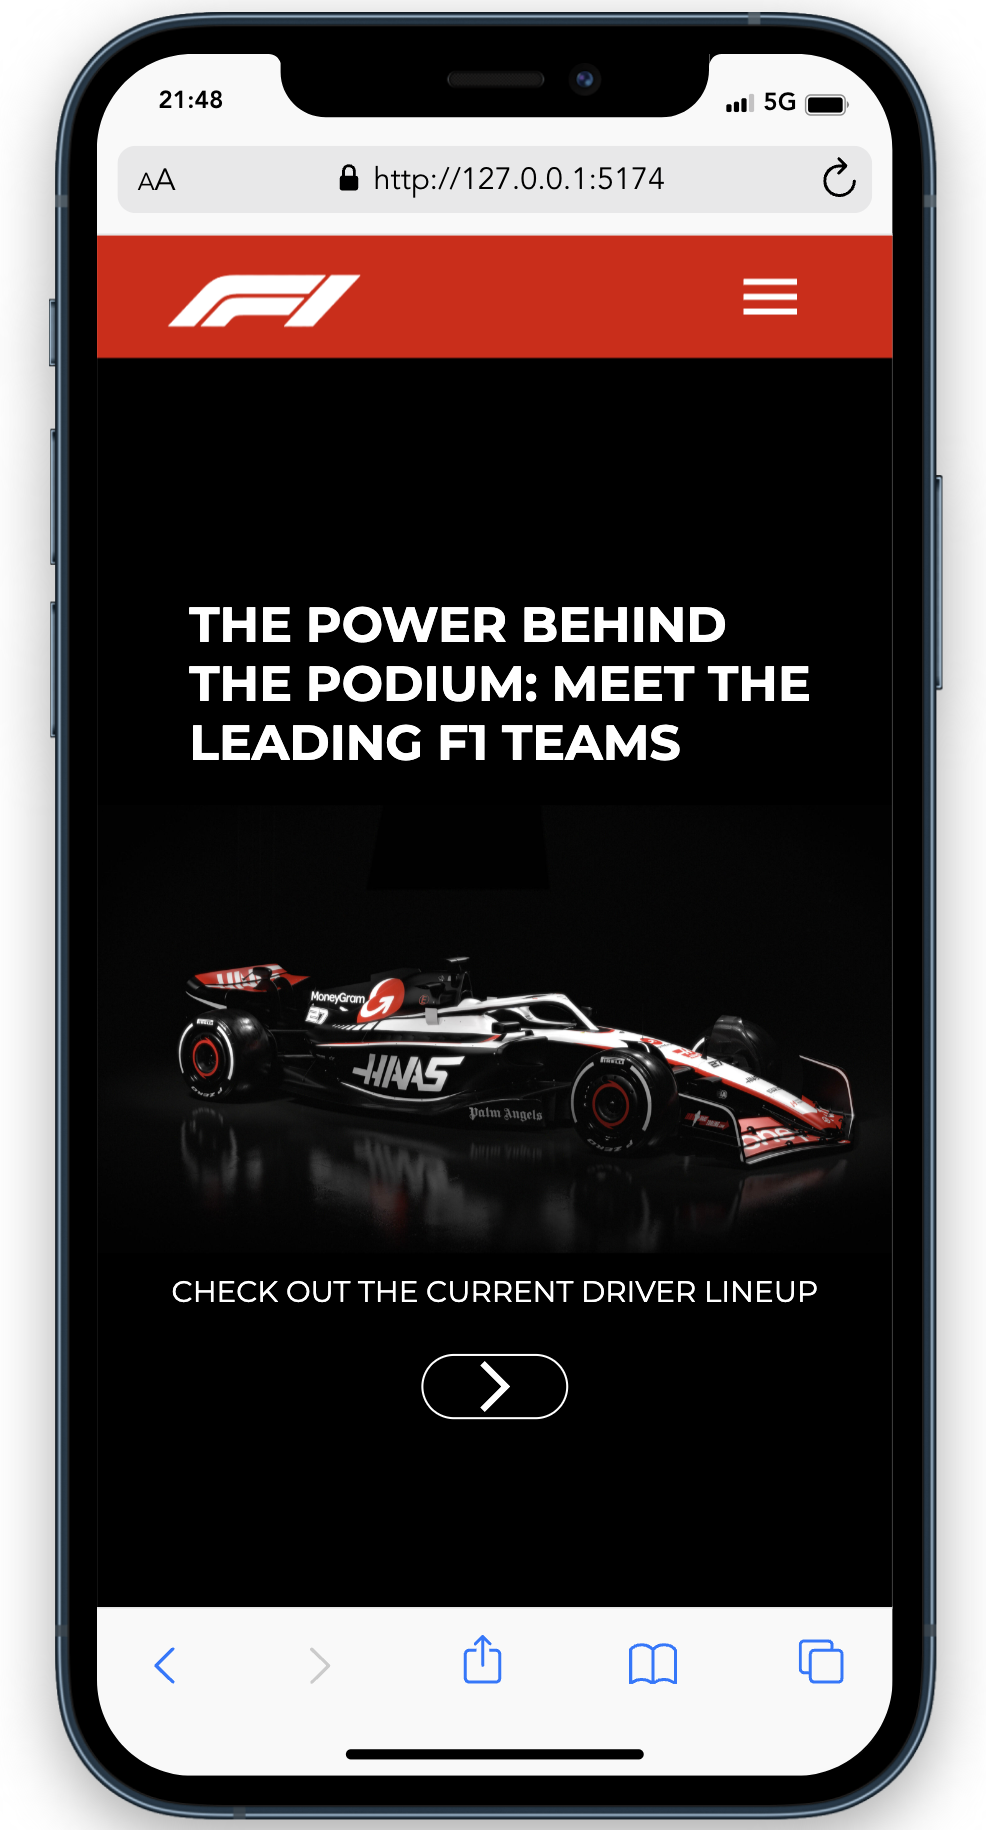 21:48
5G
AA
http://127.0.0.1:5174
F1
THE POWER BEHIND
THE PODIUM: MEET THE
LEADING F1 TEAMS
MoneyGram
27
HAAS
Palm Angels
CHECK OUT THE CURRENT DRIVER LINEUP